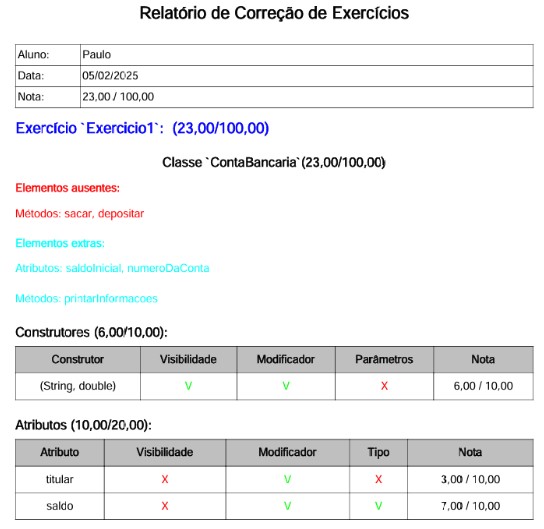 Relatório de Correção de Exercícios
Aluno: Paulo
Data: 05/02/2025
Nota: 23,00 / 100,00
Exercício `Exercicio1`: (23,00/100,00)
Classe `ContaBancaria`(23,00/100,00)
Elementos ausentes:
Métodos: sacar, depositar
Elementos extras:
Atributos: saldoInicial, numeroDaConta
Métodos: printarInformacoes
Construtores (6,00/10,00):
Construtor Visibilidade Modificador Parâmetros Nota
(String, double) V V X 6,00 / 10,00
Atributos (10,00/20,00):
Atributo Visibilidade Modificador Tipo Nota
titular X V X 3,00 / 10,00
saldo X V V 7,00 / 10,00